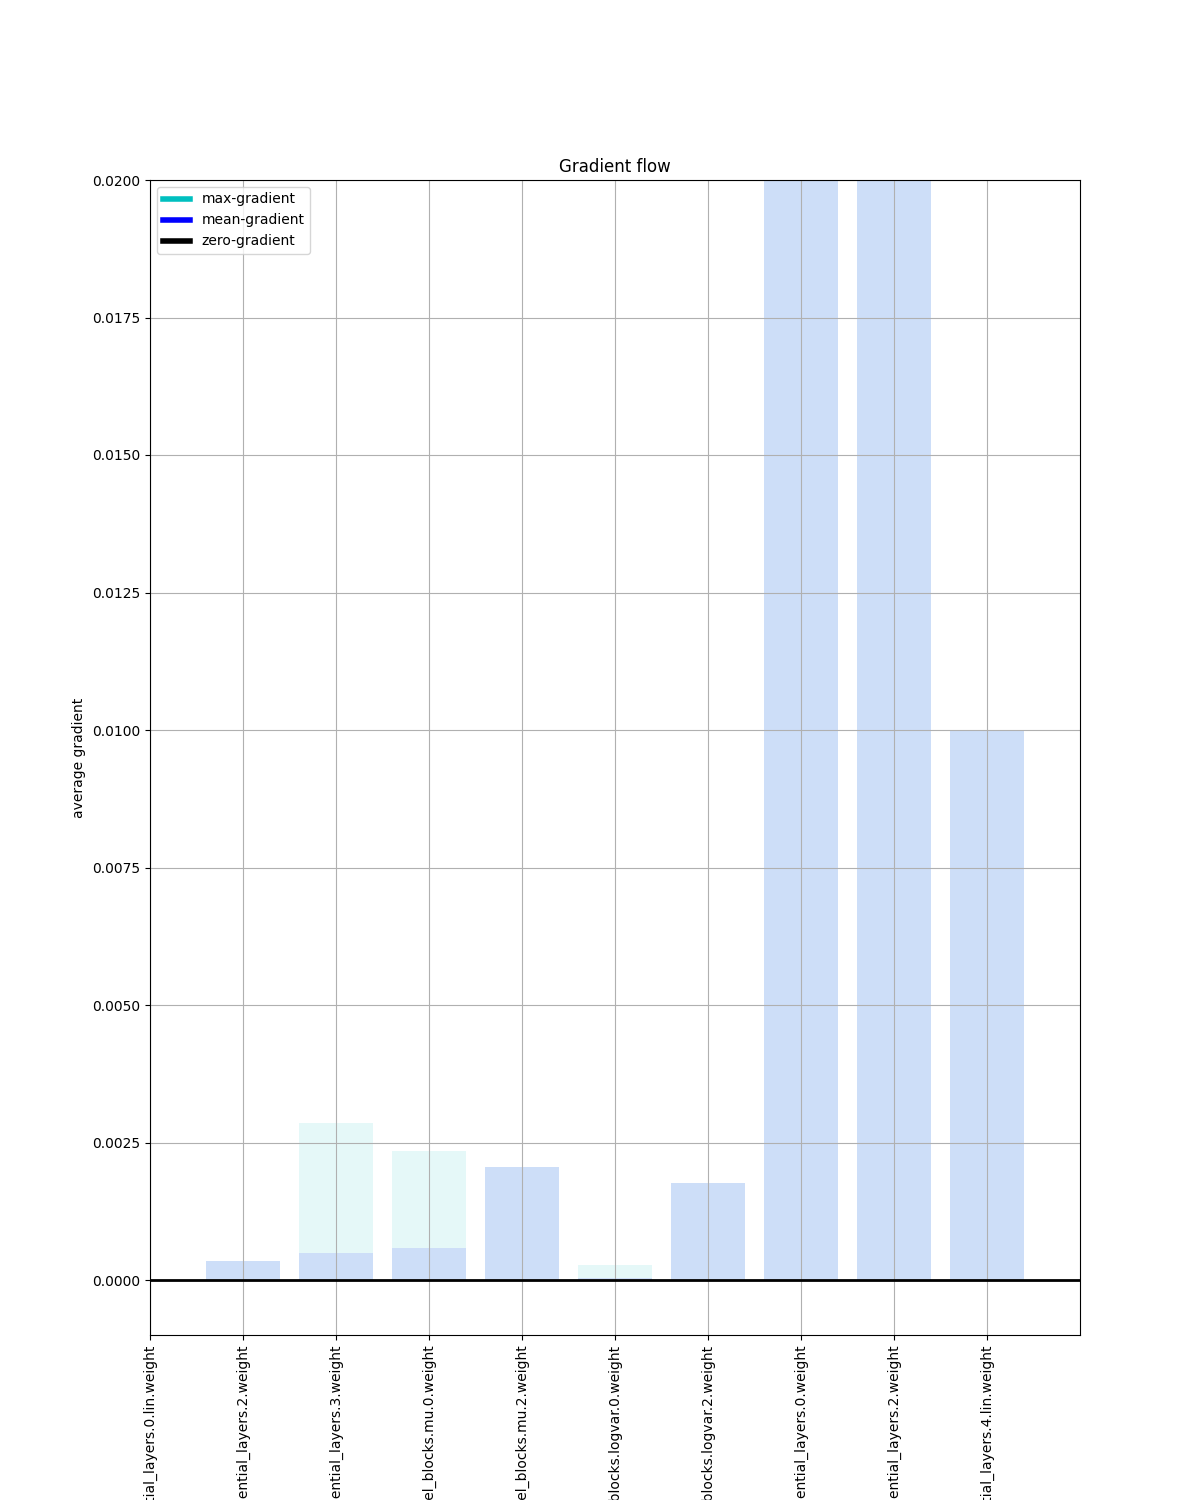 Gradient flow
max-gradient
mean-gradient
zero-gradient
0.0200
0.0175
0.0150
0.0125
0.0100
0.0075
0.0050
0.0025
0.0000
average gradient
tial_layers.0.lin.weight
ential_layers.2.weight
ential_layers.3.weight
el_blocks.mu.0.weight
el_blocks.mu.2.weight
blocks.logvar.0.weight
blocks.logvar.2.weight
ential_layers.0.weight
ential_layers.2.weight
tial_layers.4.lin.weight